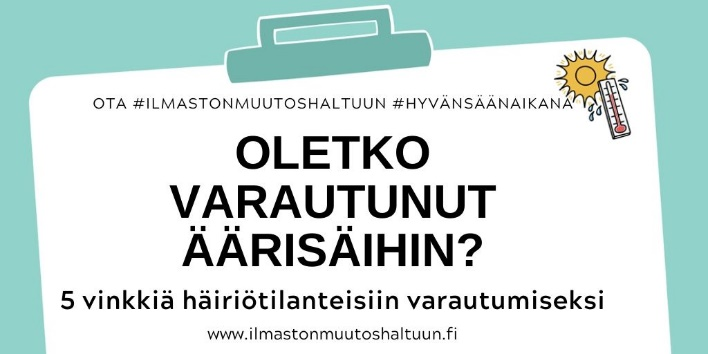 OTA #ILMASTONMUUTOSHALTUUN #HYVÄNSÄÄNAIKANA
OLETKO
VARAUTUNUT
ÄÄRISÄIHIN?
5 vinkkiä häiriötilanteisiin varautumiseksi
www.ilmastonmuutoshaltuun.fi